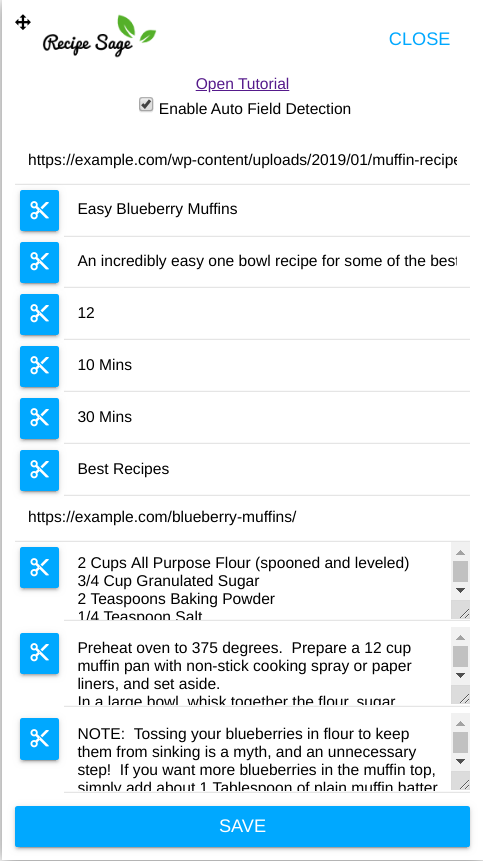 Recipe Sage
CLOSE
Open Tutorial
Enable Auto Field Detection
https://example.com/wp-content/uploads/2019/01/muffin-recipe
Easy Blueberry Muffins
An incredibly easy one bowl recipe for some of the best
12
10 Mins
30 Mins
Best Recipes
https://example.com/blueberry-muffins/
2 Cups All Purpose Flour (spooned and leveled)
3/4 Cup Granulated Sugar
2 Teaspoons Baking Powder
1/4 Teaspoon Salt
Preheat oven to 375 degrees.  Prepare a 12 cup
muffin pan with non-stick cooking spray or paper
liners, and set aside.
In a large bowl, whisk together the flour, sugar,
NOTE:  Tossing your blueberries in flour to keep
them from sinking is a myth, and an unnecessary
step!  If you want more blueberries in the muffin top,
simply add about 1 Tablespoon of plain muffin batter
SAVE